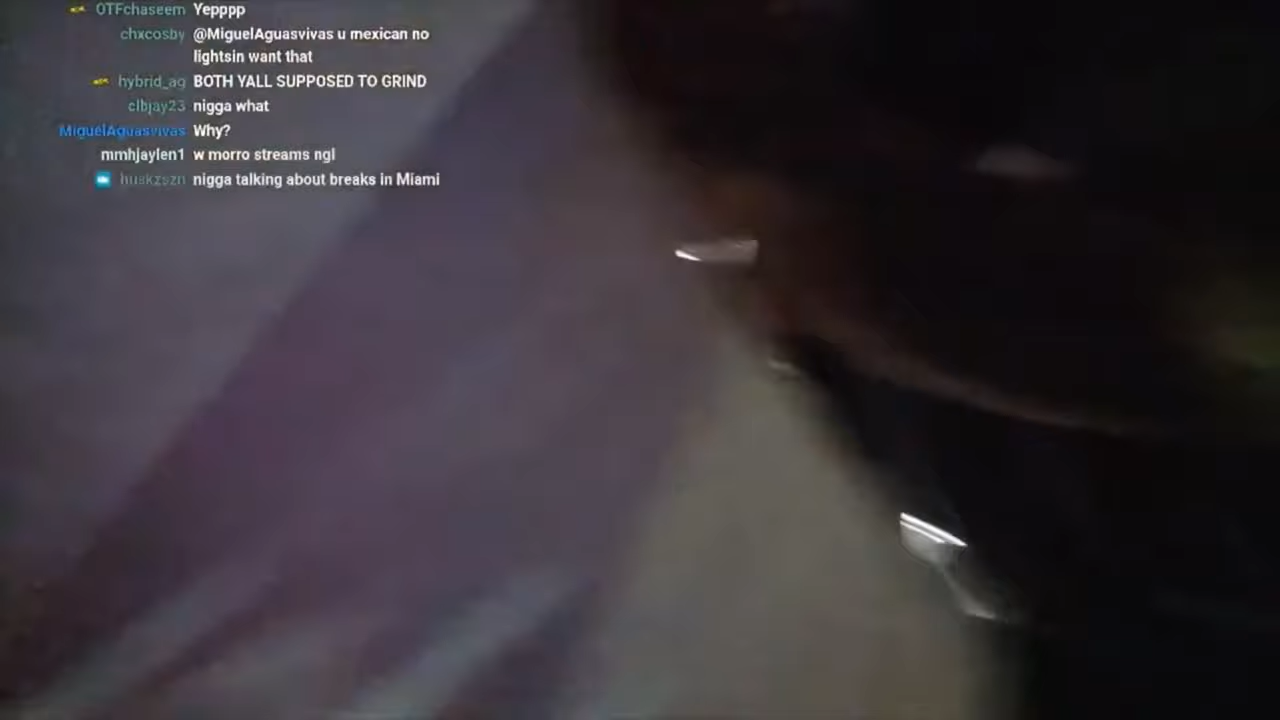 OTFchaseem Yepppp
chxcosby @MiguelAguasvivas u mexican no
lightsin want that
hybrid_ag BOTH YALL SUPPOSED TO GRIND
clbjay23 nigga what
MiguelAguasvivas Why?
mmhjaylen1 w morro streams ngl
huskzszn nigga talking about breaks in Miami